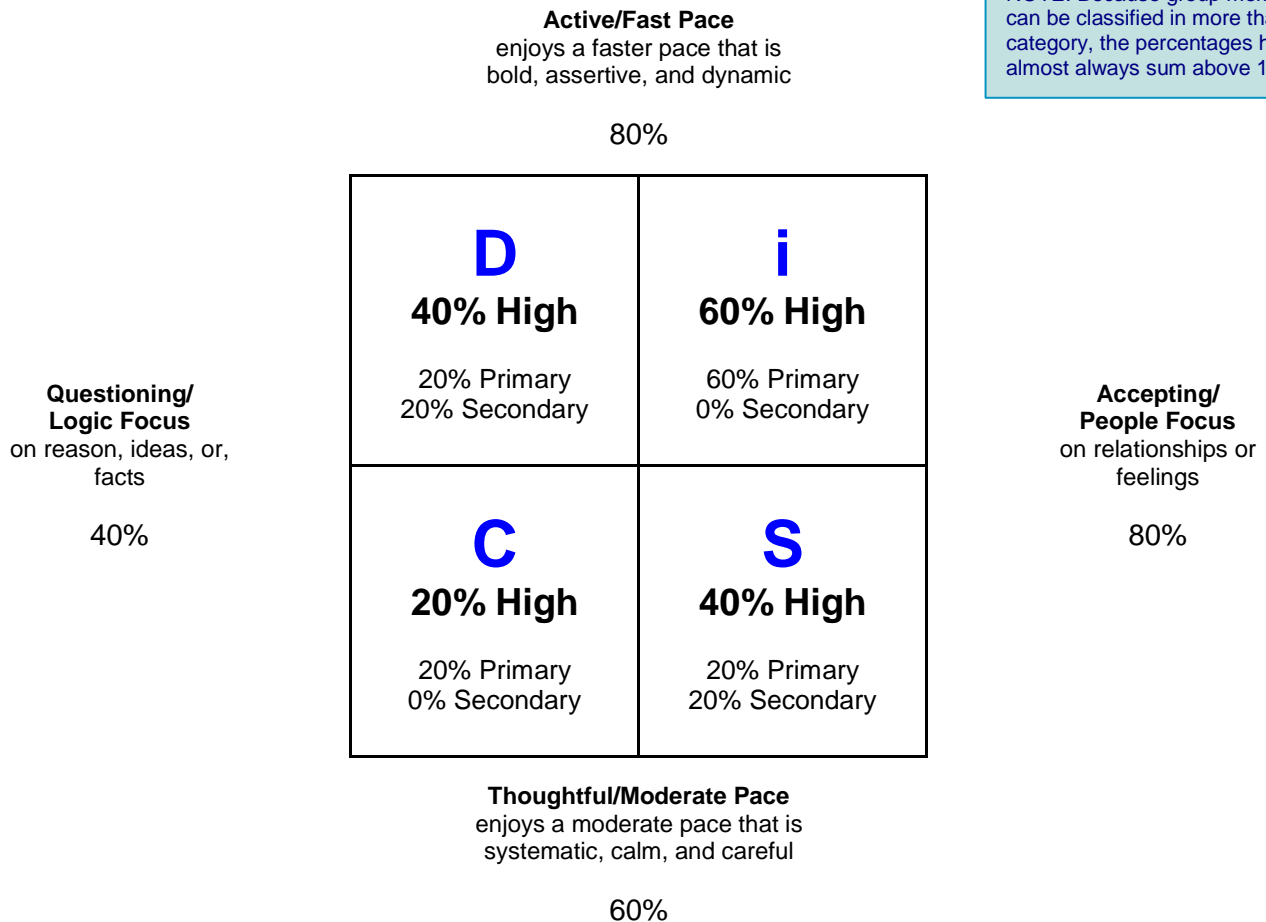 Active/Fast Pace
enjoys a faster pace that is
bold, assertive, and dynamic
80%
can be classified in more
category, the percentages
almost always sum above
D
40% High
20% Primary
20% Secondary
i
60% High
60% Primary
0% Secondary
Questioning/
Logic Focus
on reason, ideas, or,
facts
40%
Accepting/
People Focus
on relationships or
feelings
80%
C
20% High
20% Primary
0% Secondary
S
40% High
20% Primary
20% Secondary
Thoughtful/Moderate Pace
enjoys a moderate pace that is
systematic, calm, and careful
60%